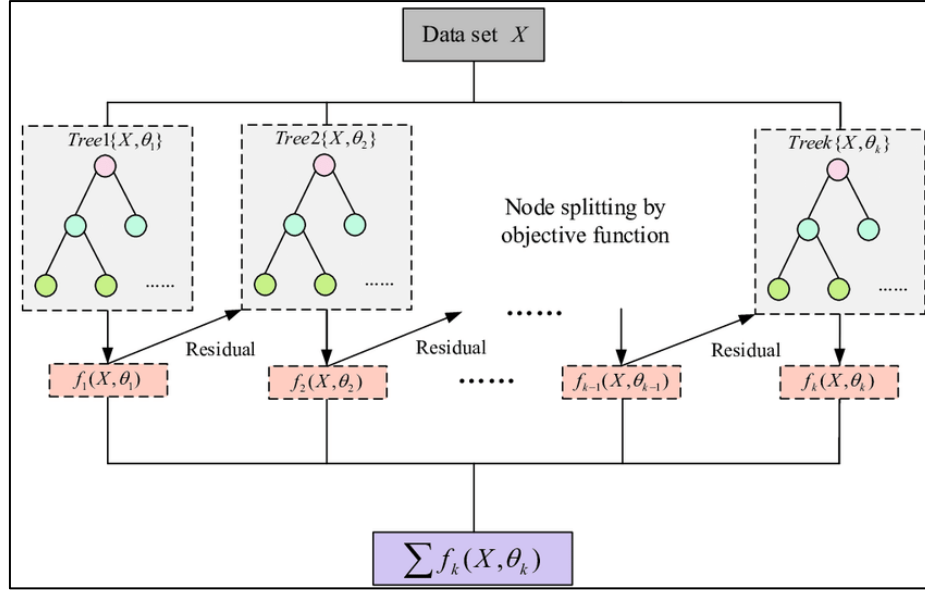 Data set X
Tree1{X,θ₁}
Tree2{X,θ₂}
Treek{X,θₖ}
Node splitting by
objective function
......
......
......
......
Residual
Residual
Residual
f₁(X,θ₁)
f₂(X,θ₂)
......
fₖ₋₁(X,θₖ₋₁)
fₖ(X,θₖ)
∑fₖ(X,θₖ)